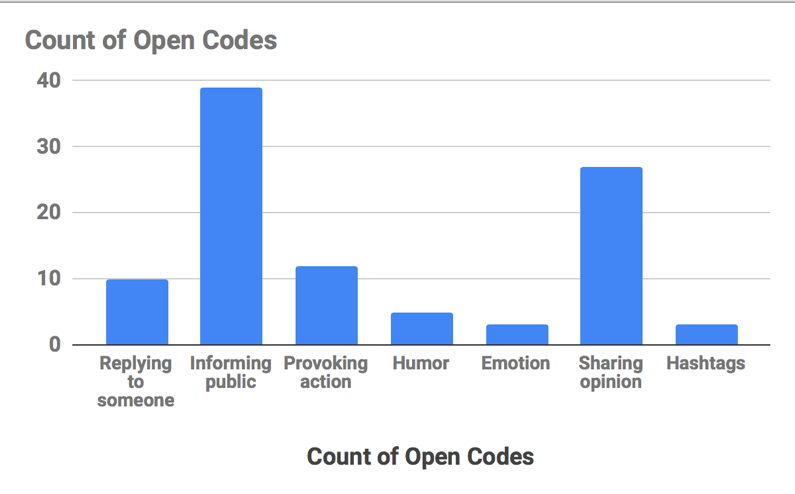 Count of Open Codes
40
30
20
10
0
Replying to someone
Informing public
Provoking action
Humor
Emotion
Sharing opinion
Hashtags
Count of Open Codes